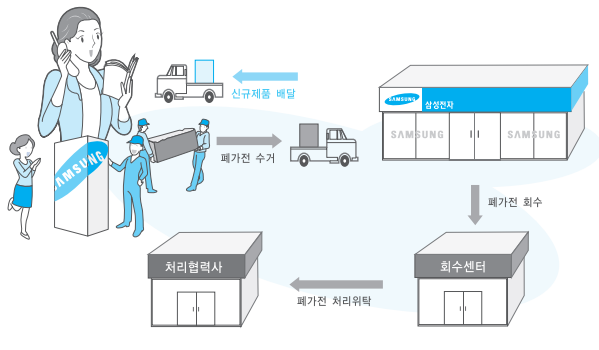 신규제품 배달
SAMSUNG
삼성전자
SAMSUNG
SAMSUNG
SAMSUNG
폐가전 수거
폐가전 회수
처리협력사
회수센터
폐가전 처리위탁